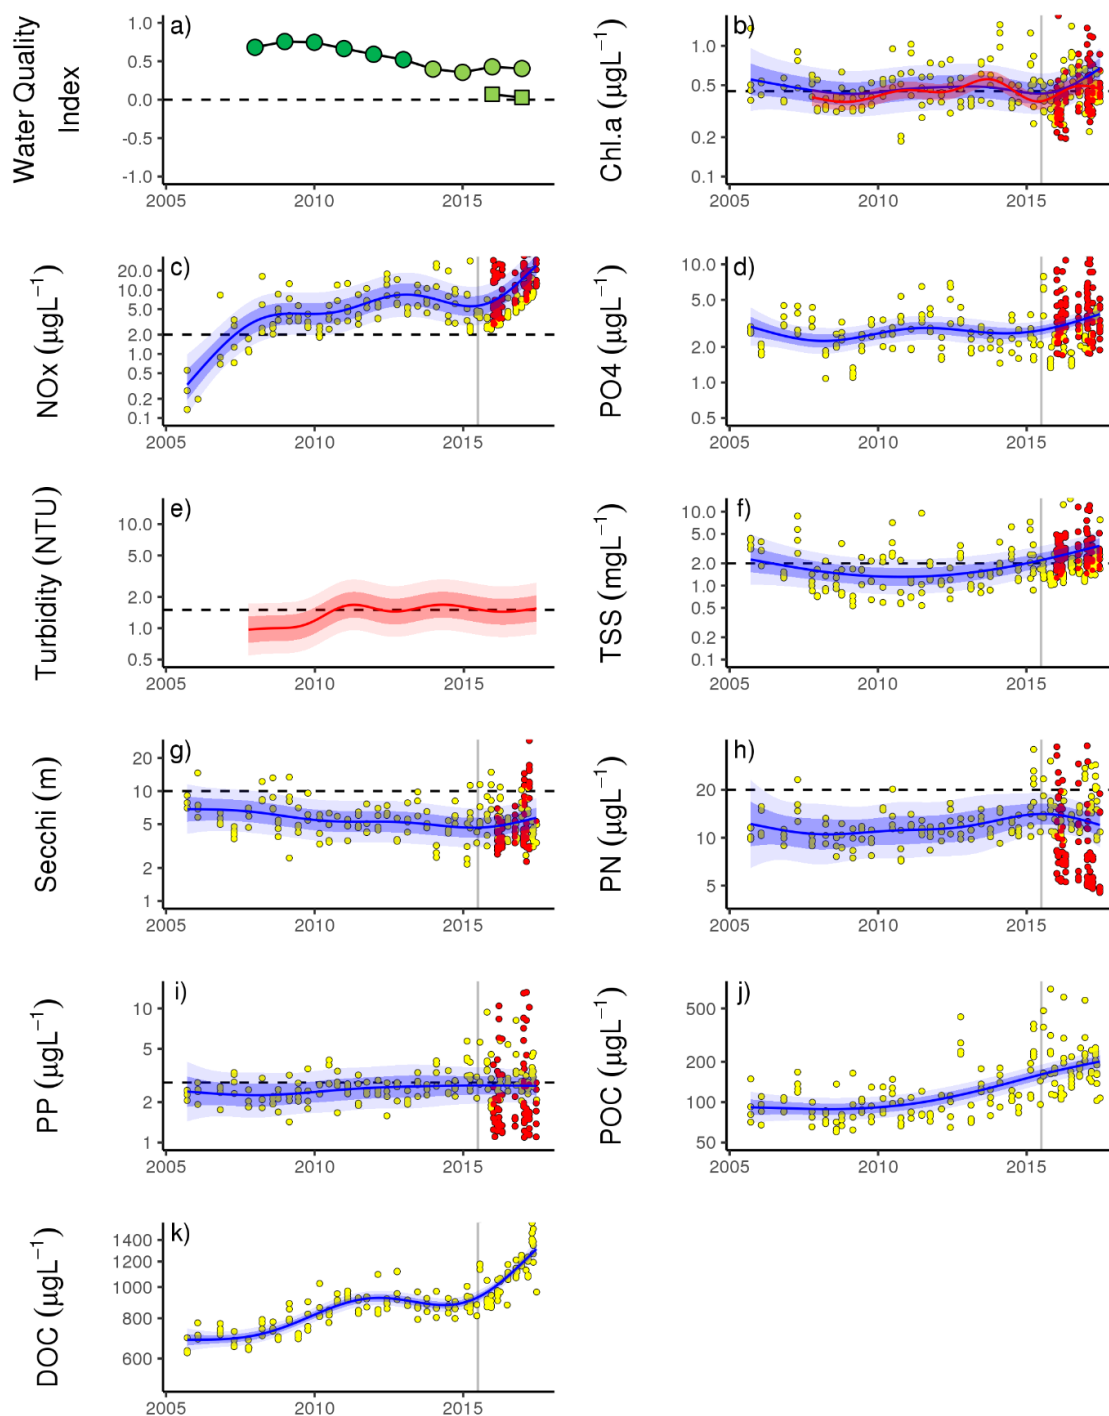 Water Quality Index
a)
1.0
0.5
0.0
-0.5
-1.0
2005 2010 2015
Chl.a (µgL⁻¹)
b)
1.0
0.5
0.2
0.1
2005 2010 2015
NOx (µgL⁻¹)
c)
20.0
10.0
5.0
2.0
1.0
0.5
0.2
0.1
2005 2010 2015
PO4 (µgL⁻¹)
d)
10.0
5.0
2.0
1.0
0.5
2005 2010 2015
Turbidity (NTU)
e)
10.0
5.0
2.0
1.0
0.5
2005 2010 2015
TSS (mgL⁻¹)
f)
10.0
5.0
2.0
1.0
0.5
0.2
0.1
2005 2010 2015
Secchi (m)
g)
20
10
5
2
1
2005 2010 2015
PN (µgL⁻¹)
h)
20
10
5
2005 2010 2015
PP (µgL⁻¹)
i)
10
5
2
1
2005 2010 2015
POC (µgL⁻¹)
j)
500
200
100
50
2005 2010 2015
DOC (µgL⁻¹)
k)
1400
1200
1000
800
600
2005 2010 2015